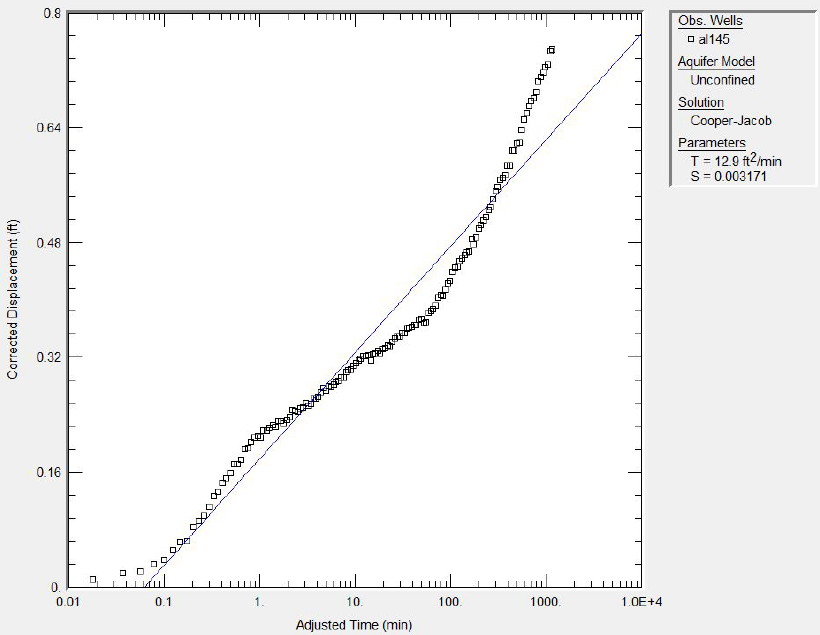 0.8
0.64
0.48
0.32
0.16
0.
Corrected Displacement (ft)
0.01 0.1 1. 10. 100. 1000. 1.0E+4
Adjusted Time (min)
Obs. Wells
al145
Aquifer Model
Unconfined
Solution
Cooper-Jacob
Parameters
T = 12.9 ft²/min
S = 0.003171